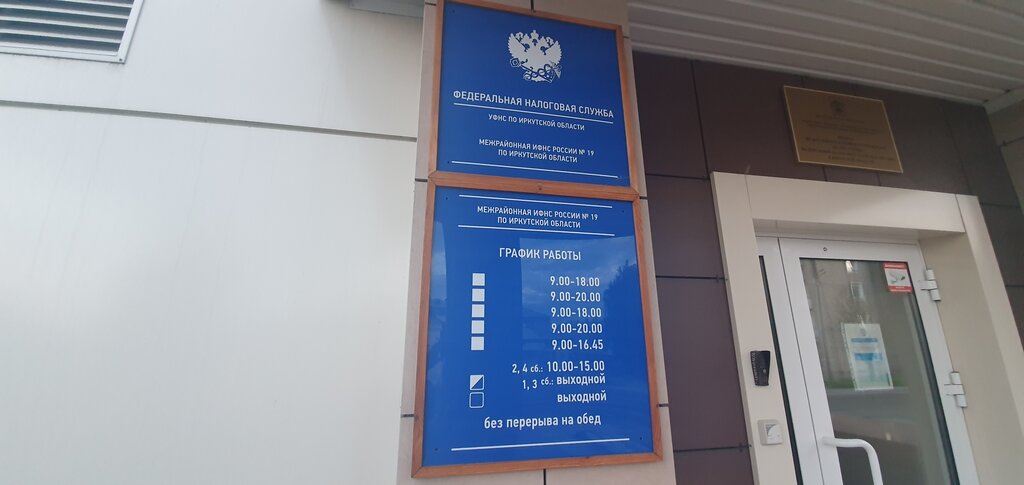 ФЕДЕРАЛЬНАЯ НАЛОГОВАЯ СЛУЖБА
УФНС ПО ИРКУТСКОЙ ОБЛАСТИ
МЕЖРАЙОННАЯ ИФНС РОССИИ № 19
ПО ИРКУТСКОЙ ОБЛАСТИ
МЕЖРАЙОННАЯ ИФНС РОССИИ № 19
ПО ИРКУТСКОЙ ОБЛАСТИ
ГРАФИК РАБОТЫ
9.00-18.00
9.00-20.00
9.00-18.00
9.00-20.00
9.00-16.45
2, 4 сб.: 10.00-15.00
1, 3 сб.: ВЫХОДНОЙ
ВЫХОДНОЙ
без перерыва на обед